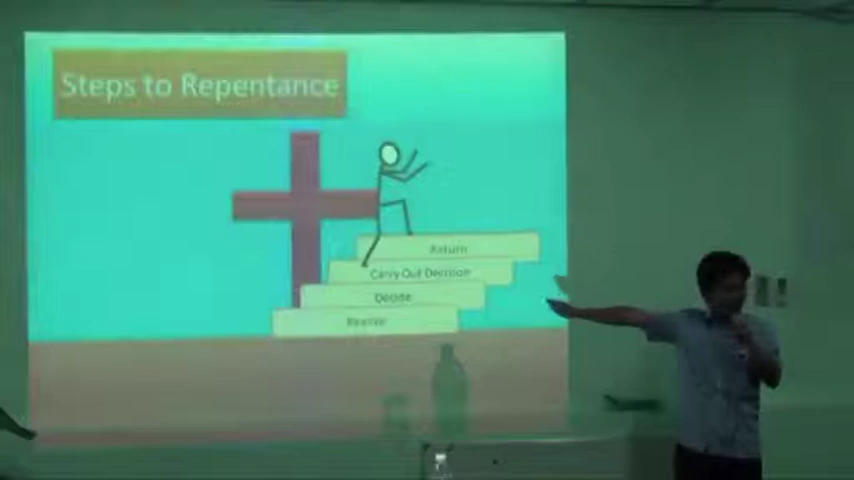 Steps to Repentance
Return
Carry Out Decision
Decide